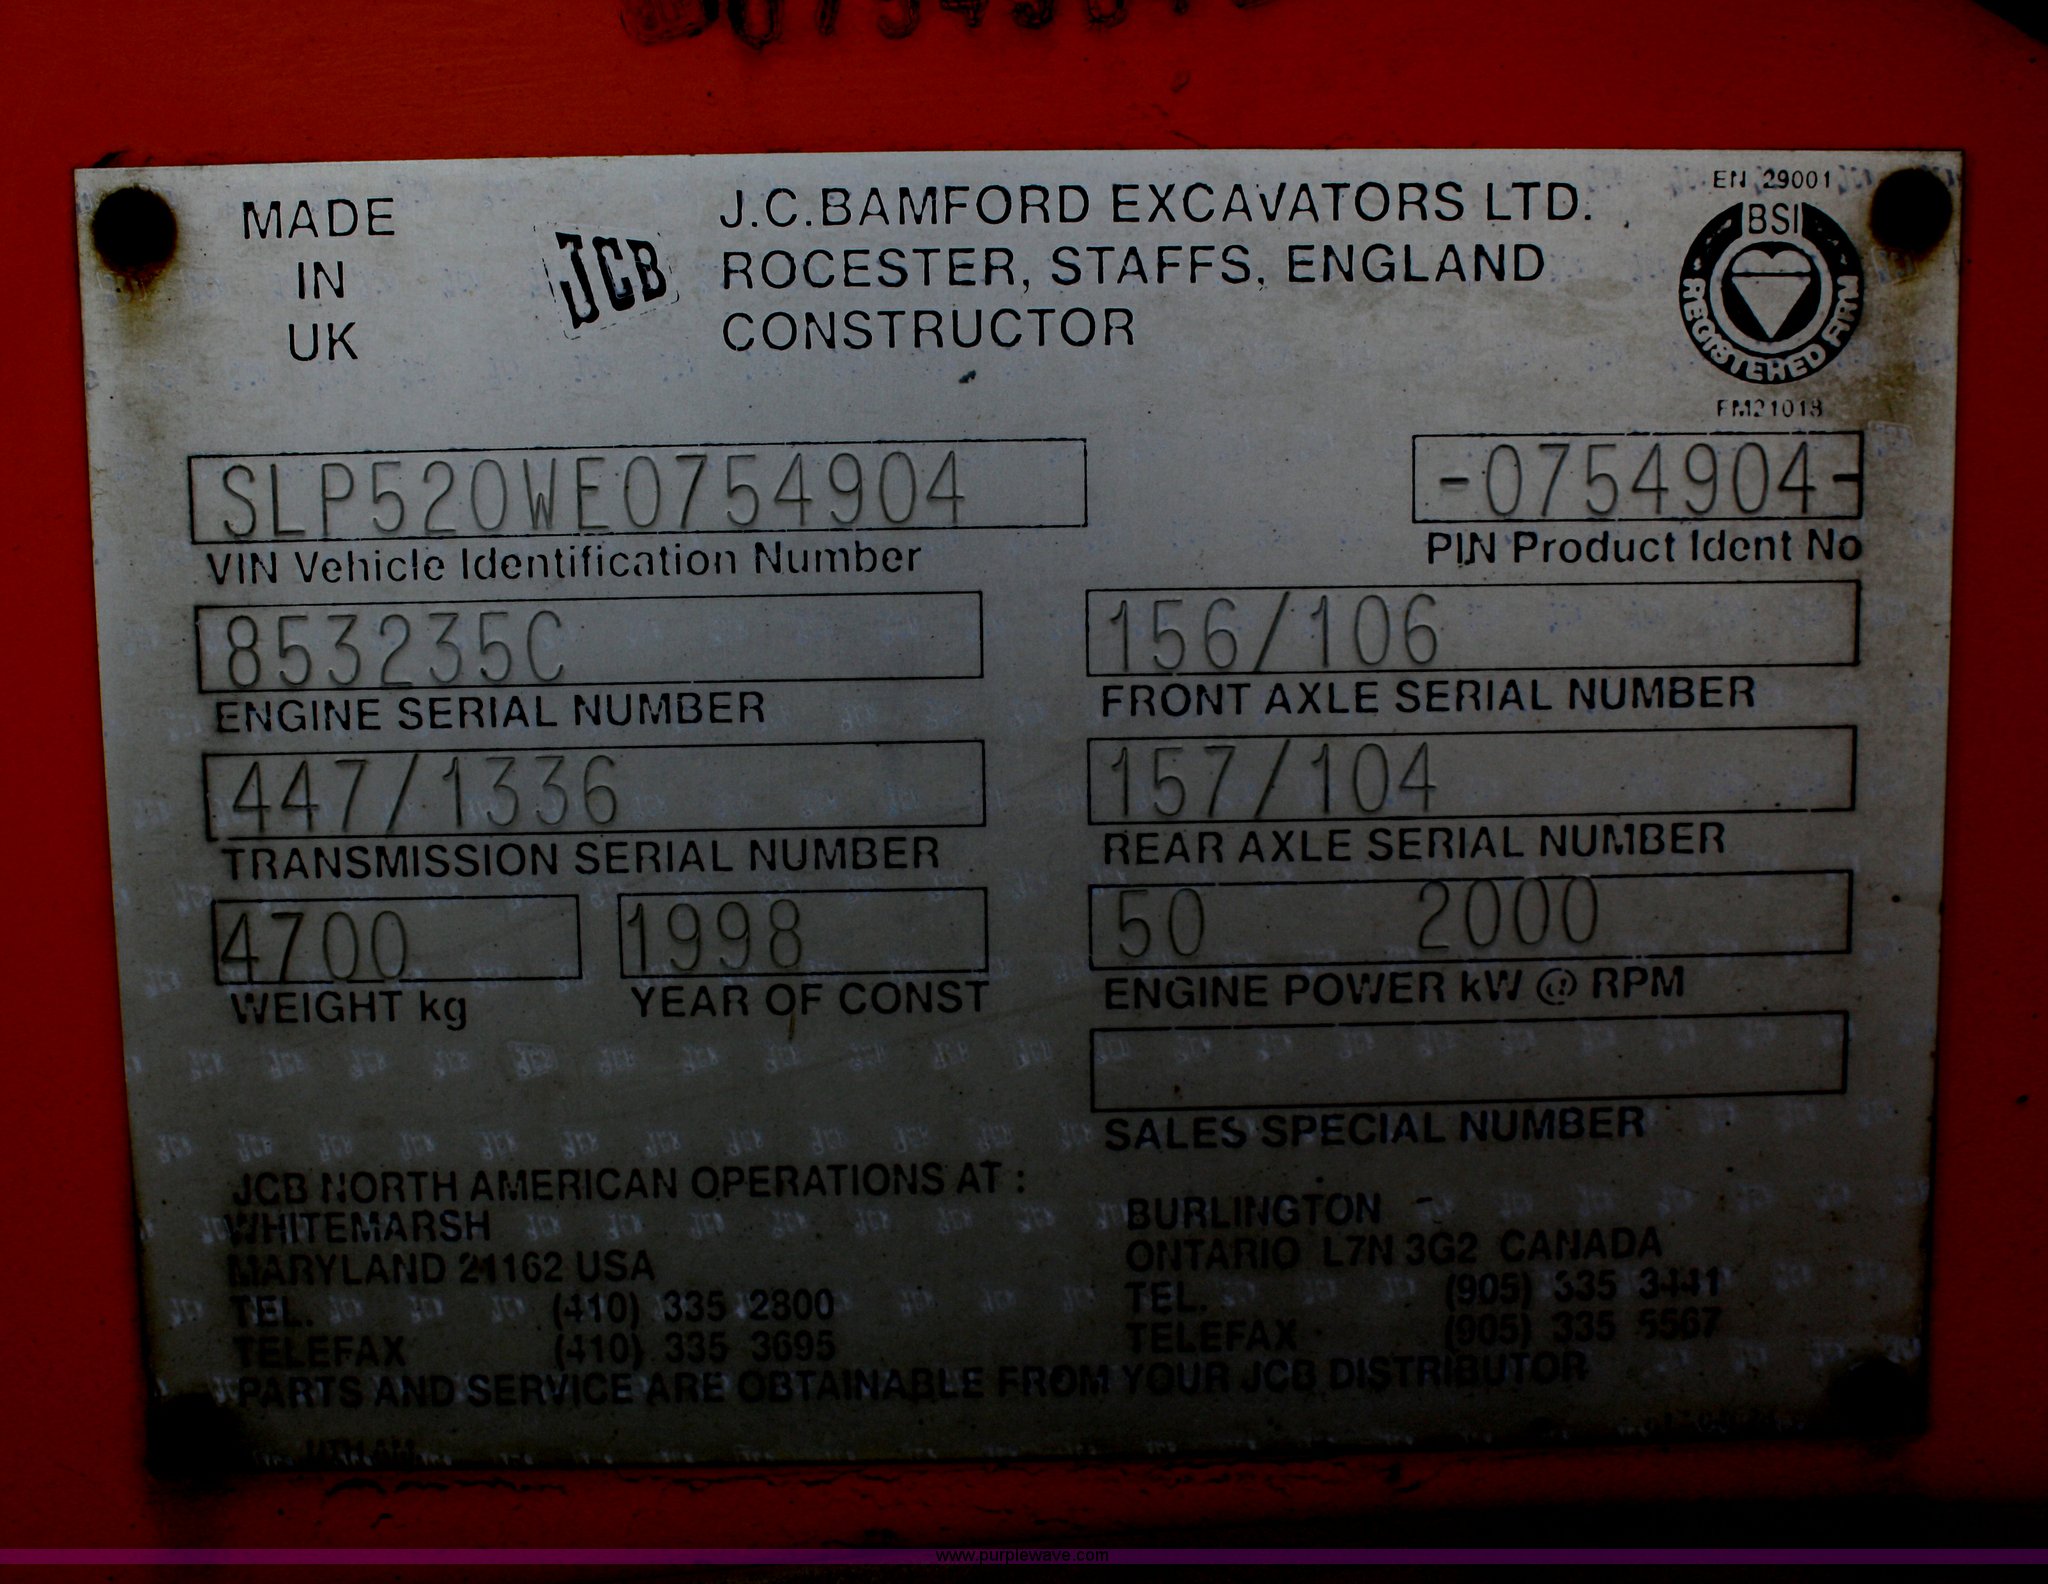 MADE
IN
UK
JCB
J.C.BAMFORD EXCAVATORS LTD.
ROCESTER, STAFFS, ENGLAND
CONSTRUCTOR
EN 29001
BSI
REGISTERED FIRM
FM21018
SLP520WE0754904
VIN Vehicle Identification Number
-0754904-
PIN Product Ident No
853235C
ENGINE SERIAL NUMBER
156/106
FRONT AXLE SERIAL NUMBER
447/1336
TRANSMISSION SERIAL NUMBER
157/104
REAR AXLE SERIAL NUMBER
4700
WEIGHT kg
1998
YEAR OF CONST
50 2000
ENGINE POWER kW @ RPM
SALES SPECIAL NUMBER
JCB NORTH AMERICAN OPERATIONS AT :
WHITEMARSH
MARYLAND 21162 USA
TEL. (410) 335 2800
TELEFAX (410) 335 3695
BURLINGTON
ONTARIO L7N 3G2 CANADA
TEL. (905) 335 3441
TELEFAX (905) 335 5567
PARTS AND SERVICE ARE OBTAINABLE FROM YOUR JCB DISTRIBUTOR
www.purplewave.com